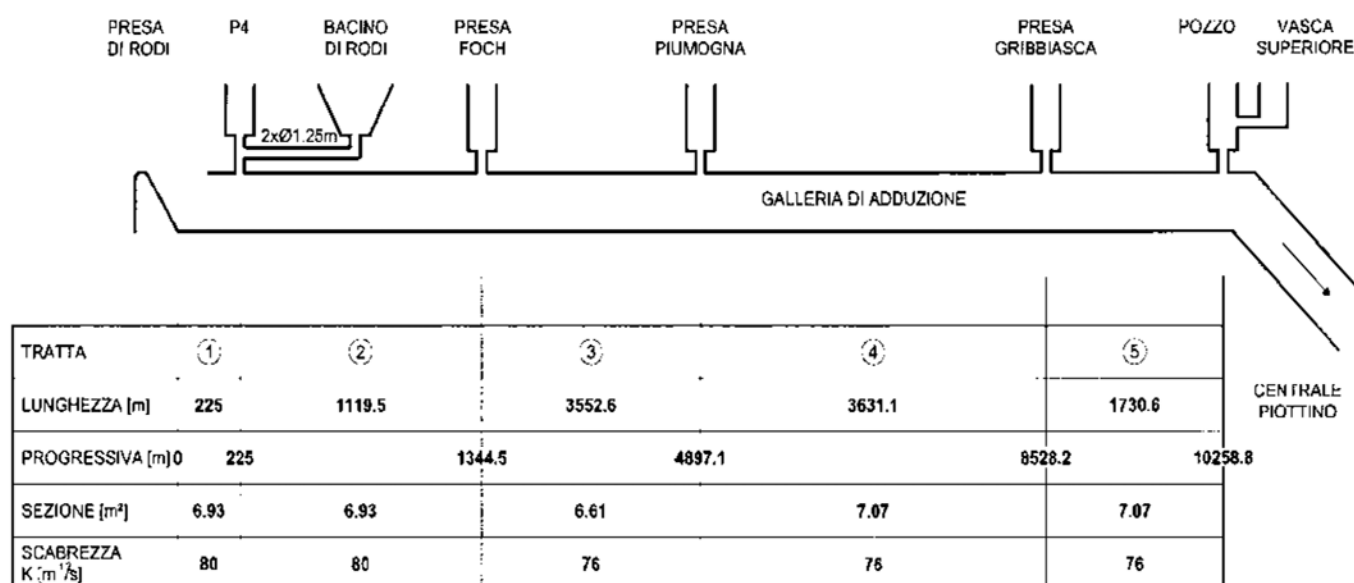 PRESA
DI RODI
P4
BACINO
DI RODI
PRESA
FOCH
PRESA
PIUMOGNA
PRESA
GRIBBIASCA
POZZO
VASCA
SUPERIORE
2xØ1.25m
GALLERIA DI ADDUZIONE
CENTRALE
PIOTTINO
TRATTA 1 2 3 4 5
LUNGHEZZA [m] 225 1119.5 3552.6 3631.1 1730.6
PROGRESSIVA [m] 0 225 1344.5 4897.1 8528.2 10258.8
SEZIONE [m²] 6.93 6.93 6.61 7.07 7.07
SCABREZZA
K [m^1/3/s] 80 80 76 76 76